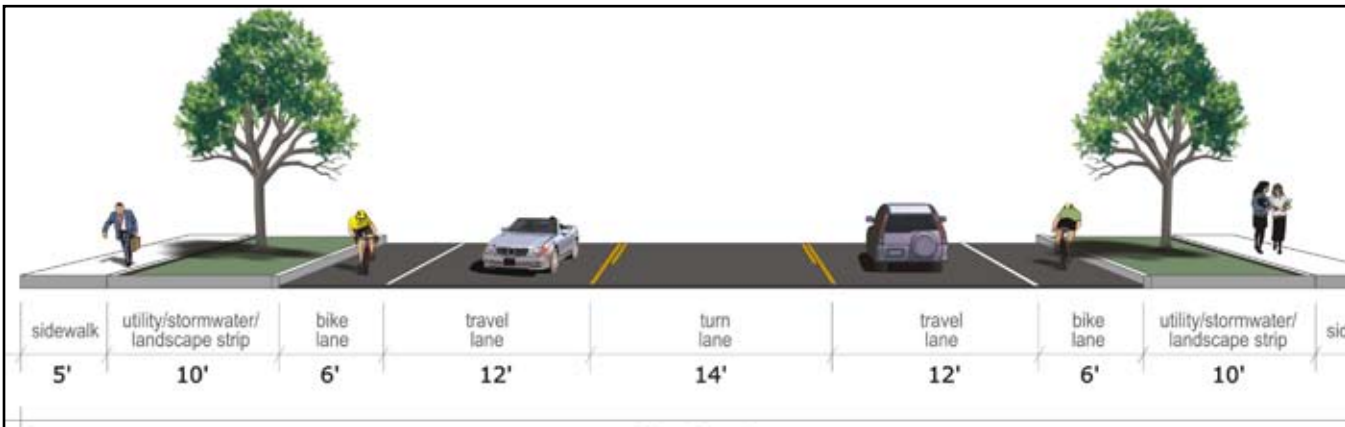 sidewalk
utility/stormwater/
landscape strip
bike
lane
travel
lane
turn
lane
travel
lane
bike
lane
utility/stormwater/
landscape strip
5'
10'
6'
12'
14'
12'
6'
10'